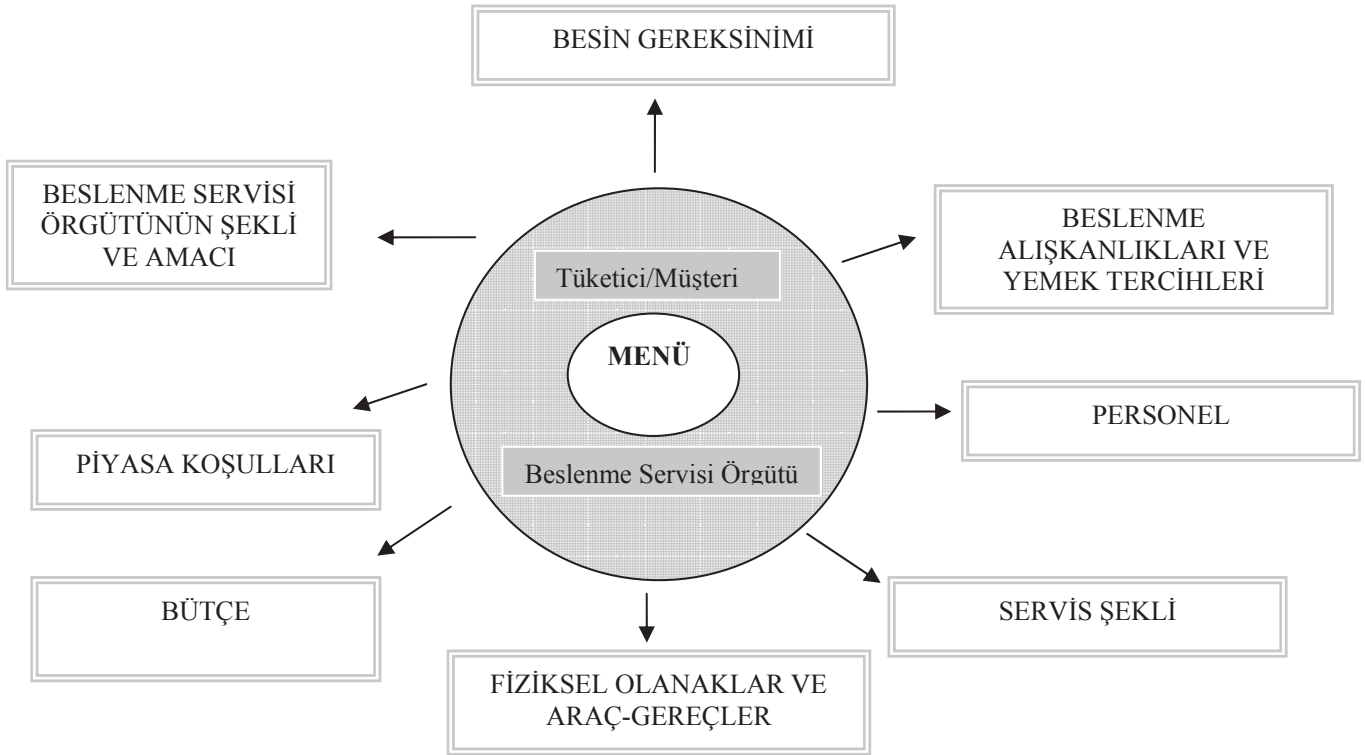 BESİN GEREKSİNİMİ
BESLENME SERVİSİ
ÖRGÜTÜNÜN ŞEKLİ
VE AMACI
BESLENME
ALIŞKANLIKLARI VE
YEMEK TERCİHLERİ
Tüketici/Müşteri
MENÜ
Beslenme Servisi Örgütü
PERSONEL
PİYASA KOŞULLARI
BÜTÇE
SERVİS ŞEKLİ
FİZİKSEL OLANAKLAR VE
ARAÇ-GEREÇLER